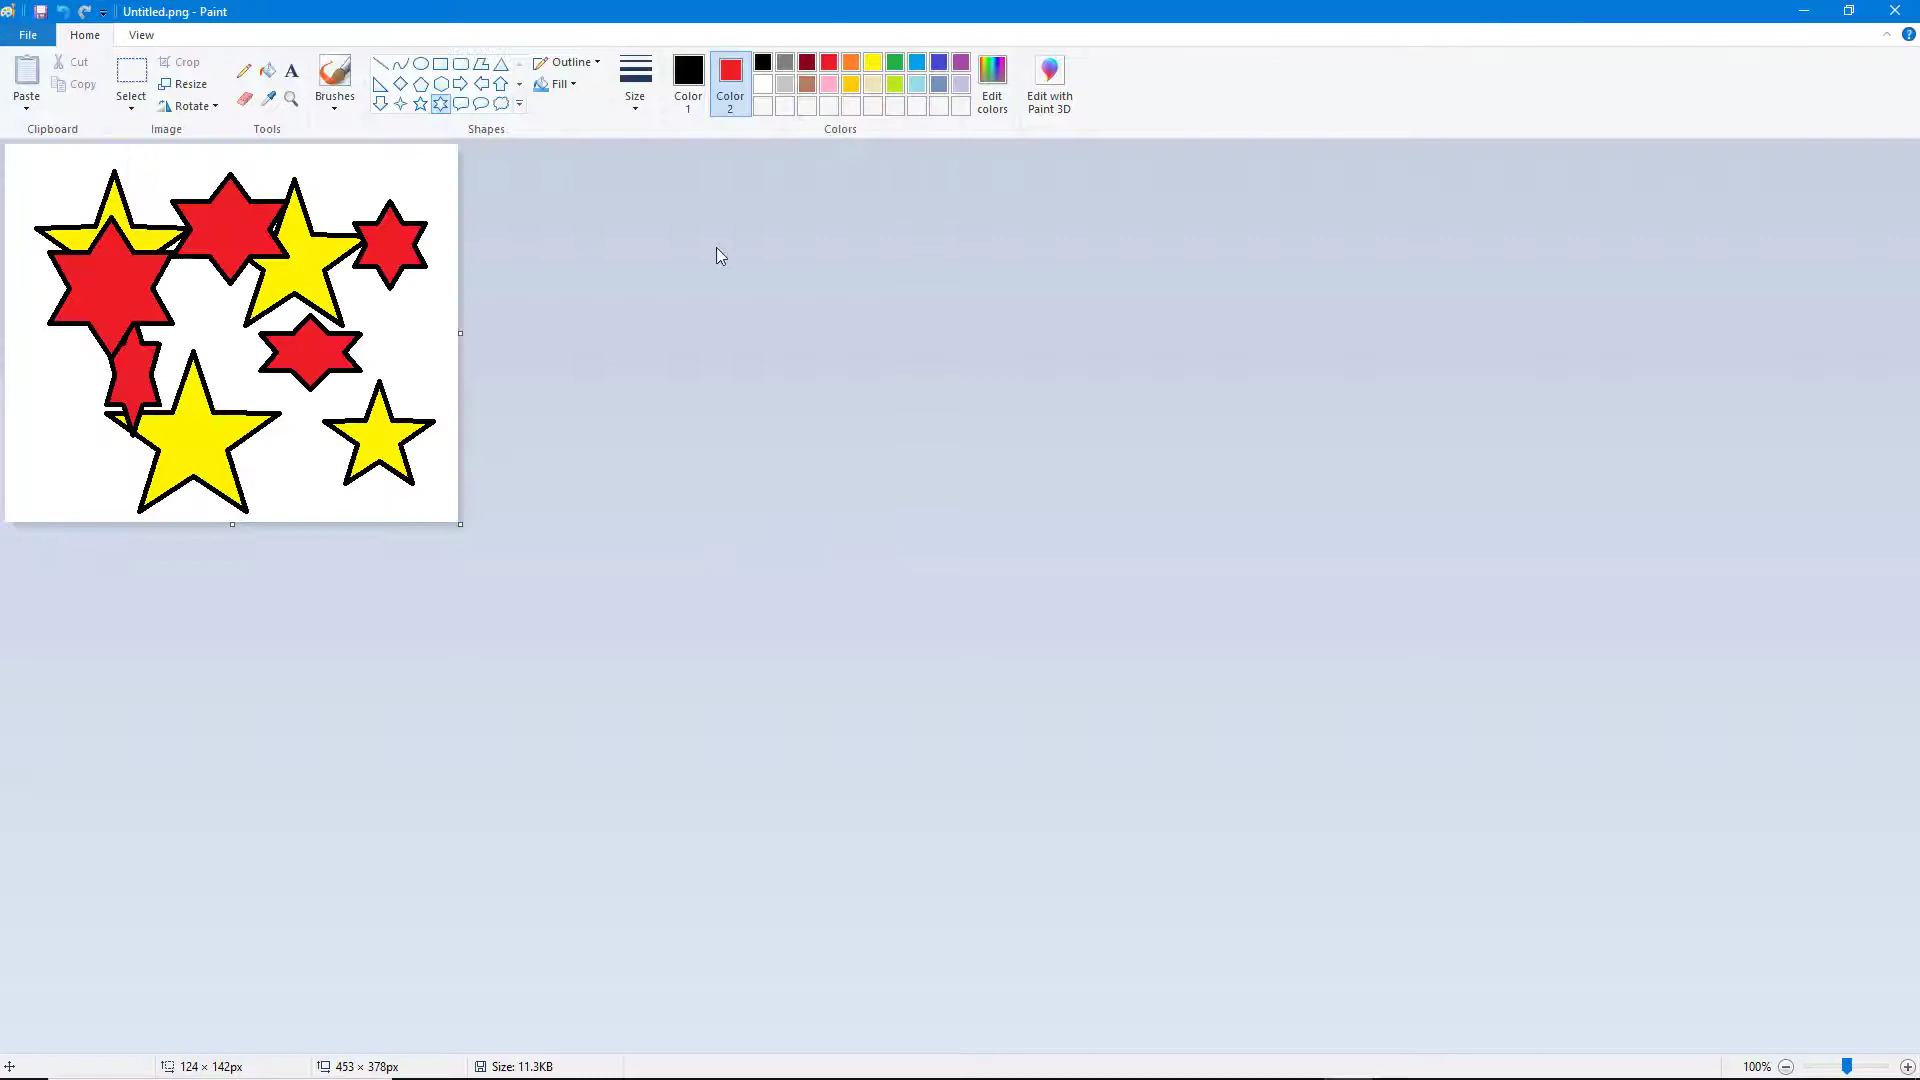 Untitled.png - Paint
File
Home
View
Paste
Cut
Copy
Clipboard
Select
Crop
Resize
Rotate
Image
A
Tools
Brushes
Shapes
Outline
Fill
Size
Color 1
Color 2
Colors
Edit colors
Edit with Paint 3D
?
124 × 142px
453 × 378px
Size: 11.3KB
100%